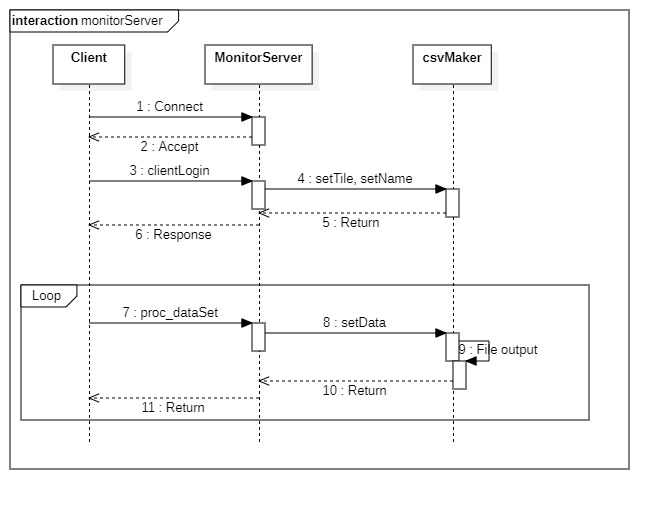 interaction monitorServer
Client
MonitorServer
csvMaker
1 : Connect
2 : Accept
3 : clientLogin
4 : setTile, setName
5 : Return
6 : Response
Loop
7 : proc_dataSet
8 : setData
9 : File output
10 : Return
11 : Return